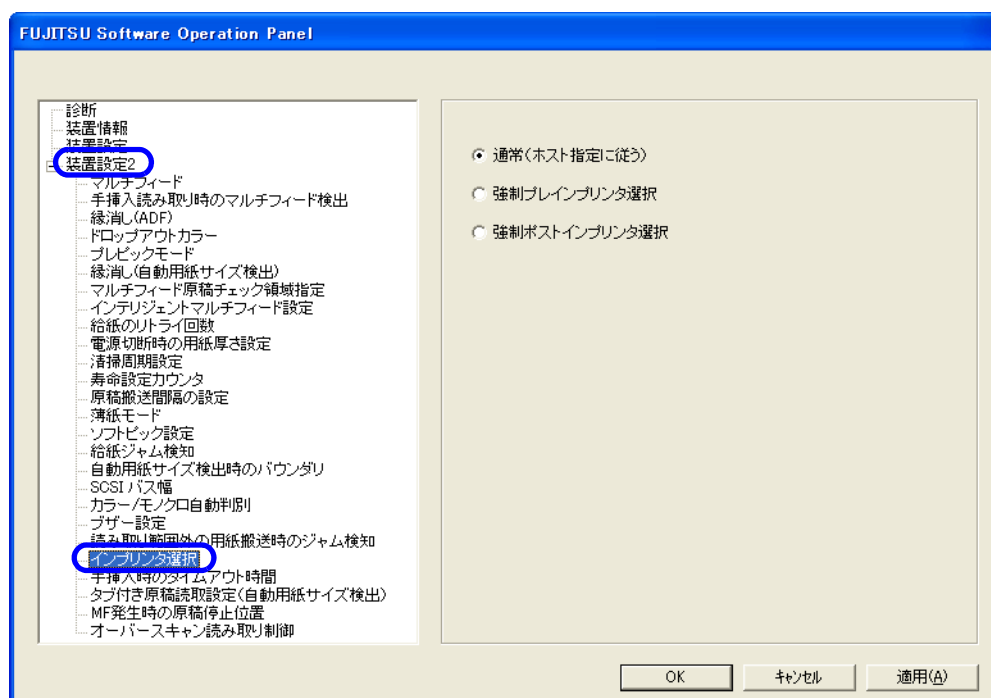 FUJITSU Software Operation Panel
診断
装置情報
装置設定
装置設定2
マルチフィード
手挿入読み取り時のマルチフィード検出
縁消し(ADF)
ドロップアウトカラー
プレピックモード
縁消し(自動用紙サイズ検出)
マルチフィード原稿チェック領域指定
インテリジェントマルチフィード設定
給紙のリトライ回数
電源切断時の用紙厚さ設定
清掃周期設定
寿命設定カウンタ
原稿搬送間隔の設定
薄紙モード
ソフトピック設定
給紙ジャム検知
自動用紙サイズ検出時のバウンダリ
SCSI バス幅
カラー/モノクロ自動判別
ブザー設定
読み取り範囲外の用紙搬送時のジャム検知
インプリンタ選択
手挿入時のタイムアウト時間
タブ付き原稿読取設定(自動用紙サイズ検出)
MF発生時の原稿停止位置
オーバースキャン読み取り制御
通常(ホスト指定に従う)
強制プレインプリンタ選択
強制ポストインプリンタ選択
OK
キャンセル
適用(A)